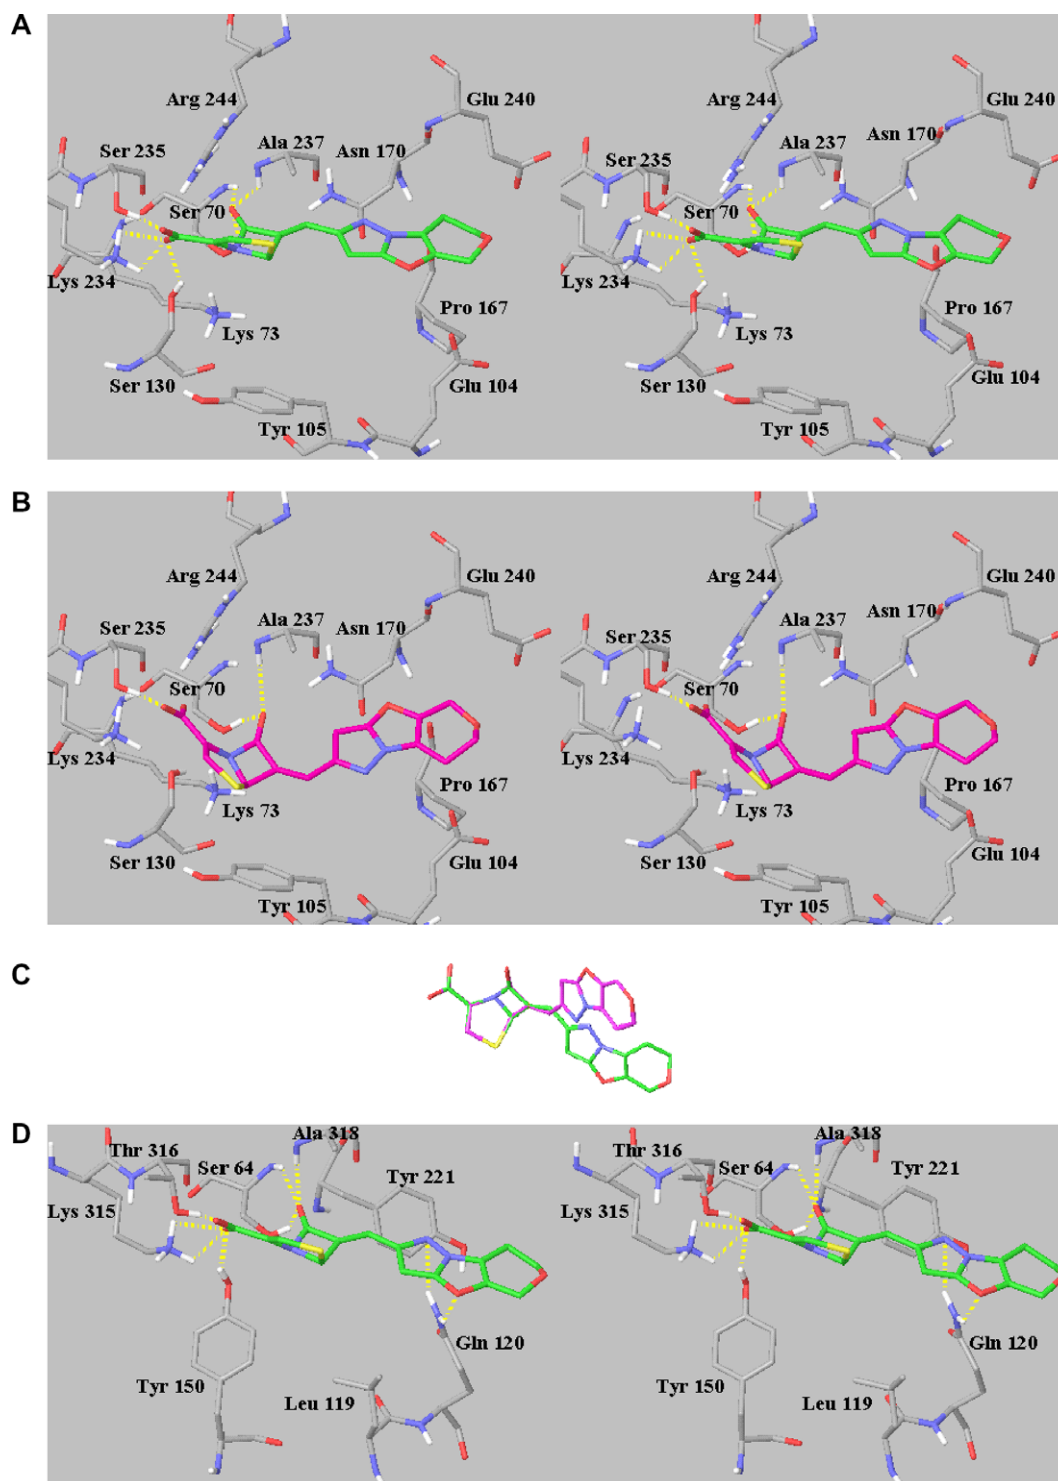 A
Arg 244
Glu 240
Arg 244
Glu 240
Ser 235
Ala 237
Asn 170
Ser 235
Ala 237
Asn 170
Ser 70
Ser 70
Lys 234
Lys 234
Lys 73
Pro 167
Lys 73
Pro 167
Ser 130
Glu 104
Ser 130
Glu 104
Tyr 105
Tyr 105
B
Arg 244
Glu 240
Arg 244
Glu 240
Ser 235
Ala 237
Asn 170
Ser 235
Ala 237
Asn 170
Ser 70
Ser 70
Lys 234
Lys 234
Lys 73
Pro 167
Lys 73
Pro 167
Ser 130
Glu 104
Ser 130
Glu 104
Tyr 105
Tyr 105
C
D
Thr 316
Ala 318
Thr 316
Ala 318
Ser 64
Tyr 221
Ser 64
Tyr 221
Lys 315
Lys 315
Gln 120
Gln 120
Tyr 150
Leu 119
Tyr 150
Leu 119